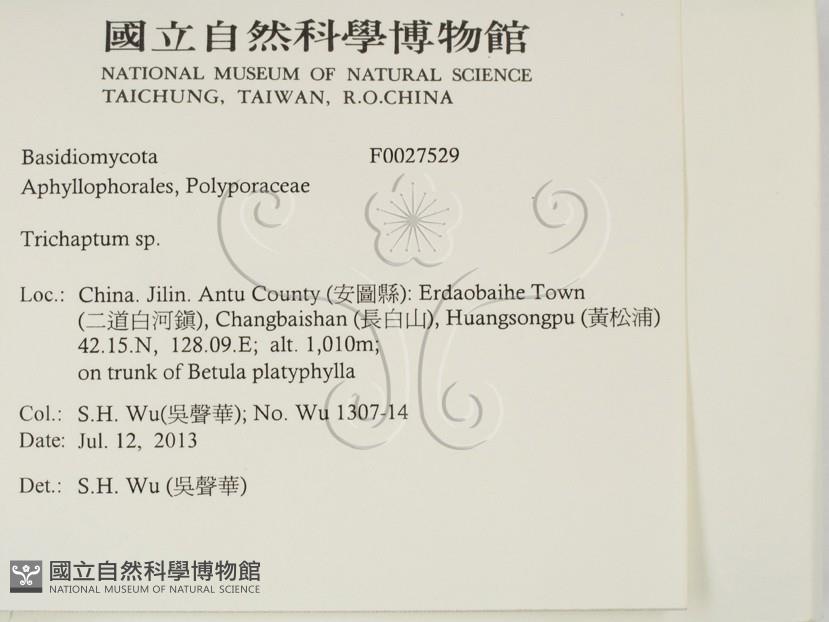 國立自然科學博物館
NATIONAL MUSEUM OF NATURAL SCIENCE
TAICHUNG, TAIWAN, R.O.CHINA
Basidiomycota F0027529
Aphyllophorales, Polyporaceae
Trichaptum sp.
Loc.: China. Jilin. Antu County (安圖縣): Erdaobaihe Town
(二道白河鎭), Changbaishan (長白山), Huangsongpu (黃松浦)
42.15.N, 128.09.E; alt. 1,010m;
on trunk of Betula platyphylla
Col.: S.H. Wu(吳聲華); No. Wu 1307-14
Date: Jul. 12, 2013
Det.: S.H. Wu (吳聲華)
國立自然科學博物館
NATIONAL MUSEUM OF NATURAL SCIENCE